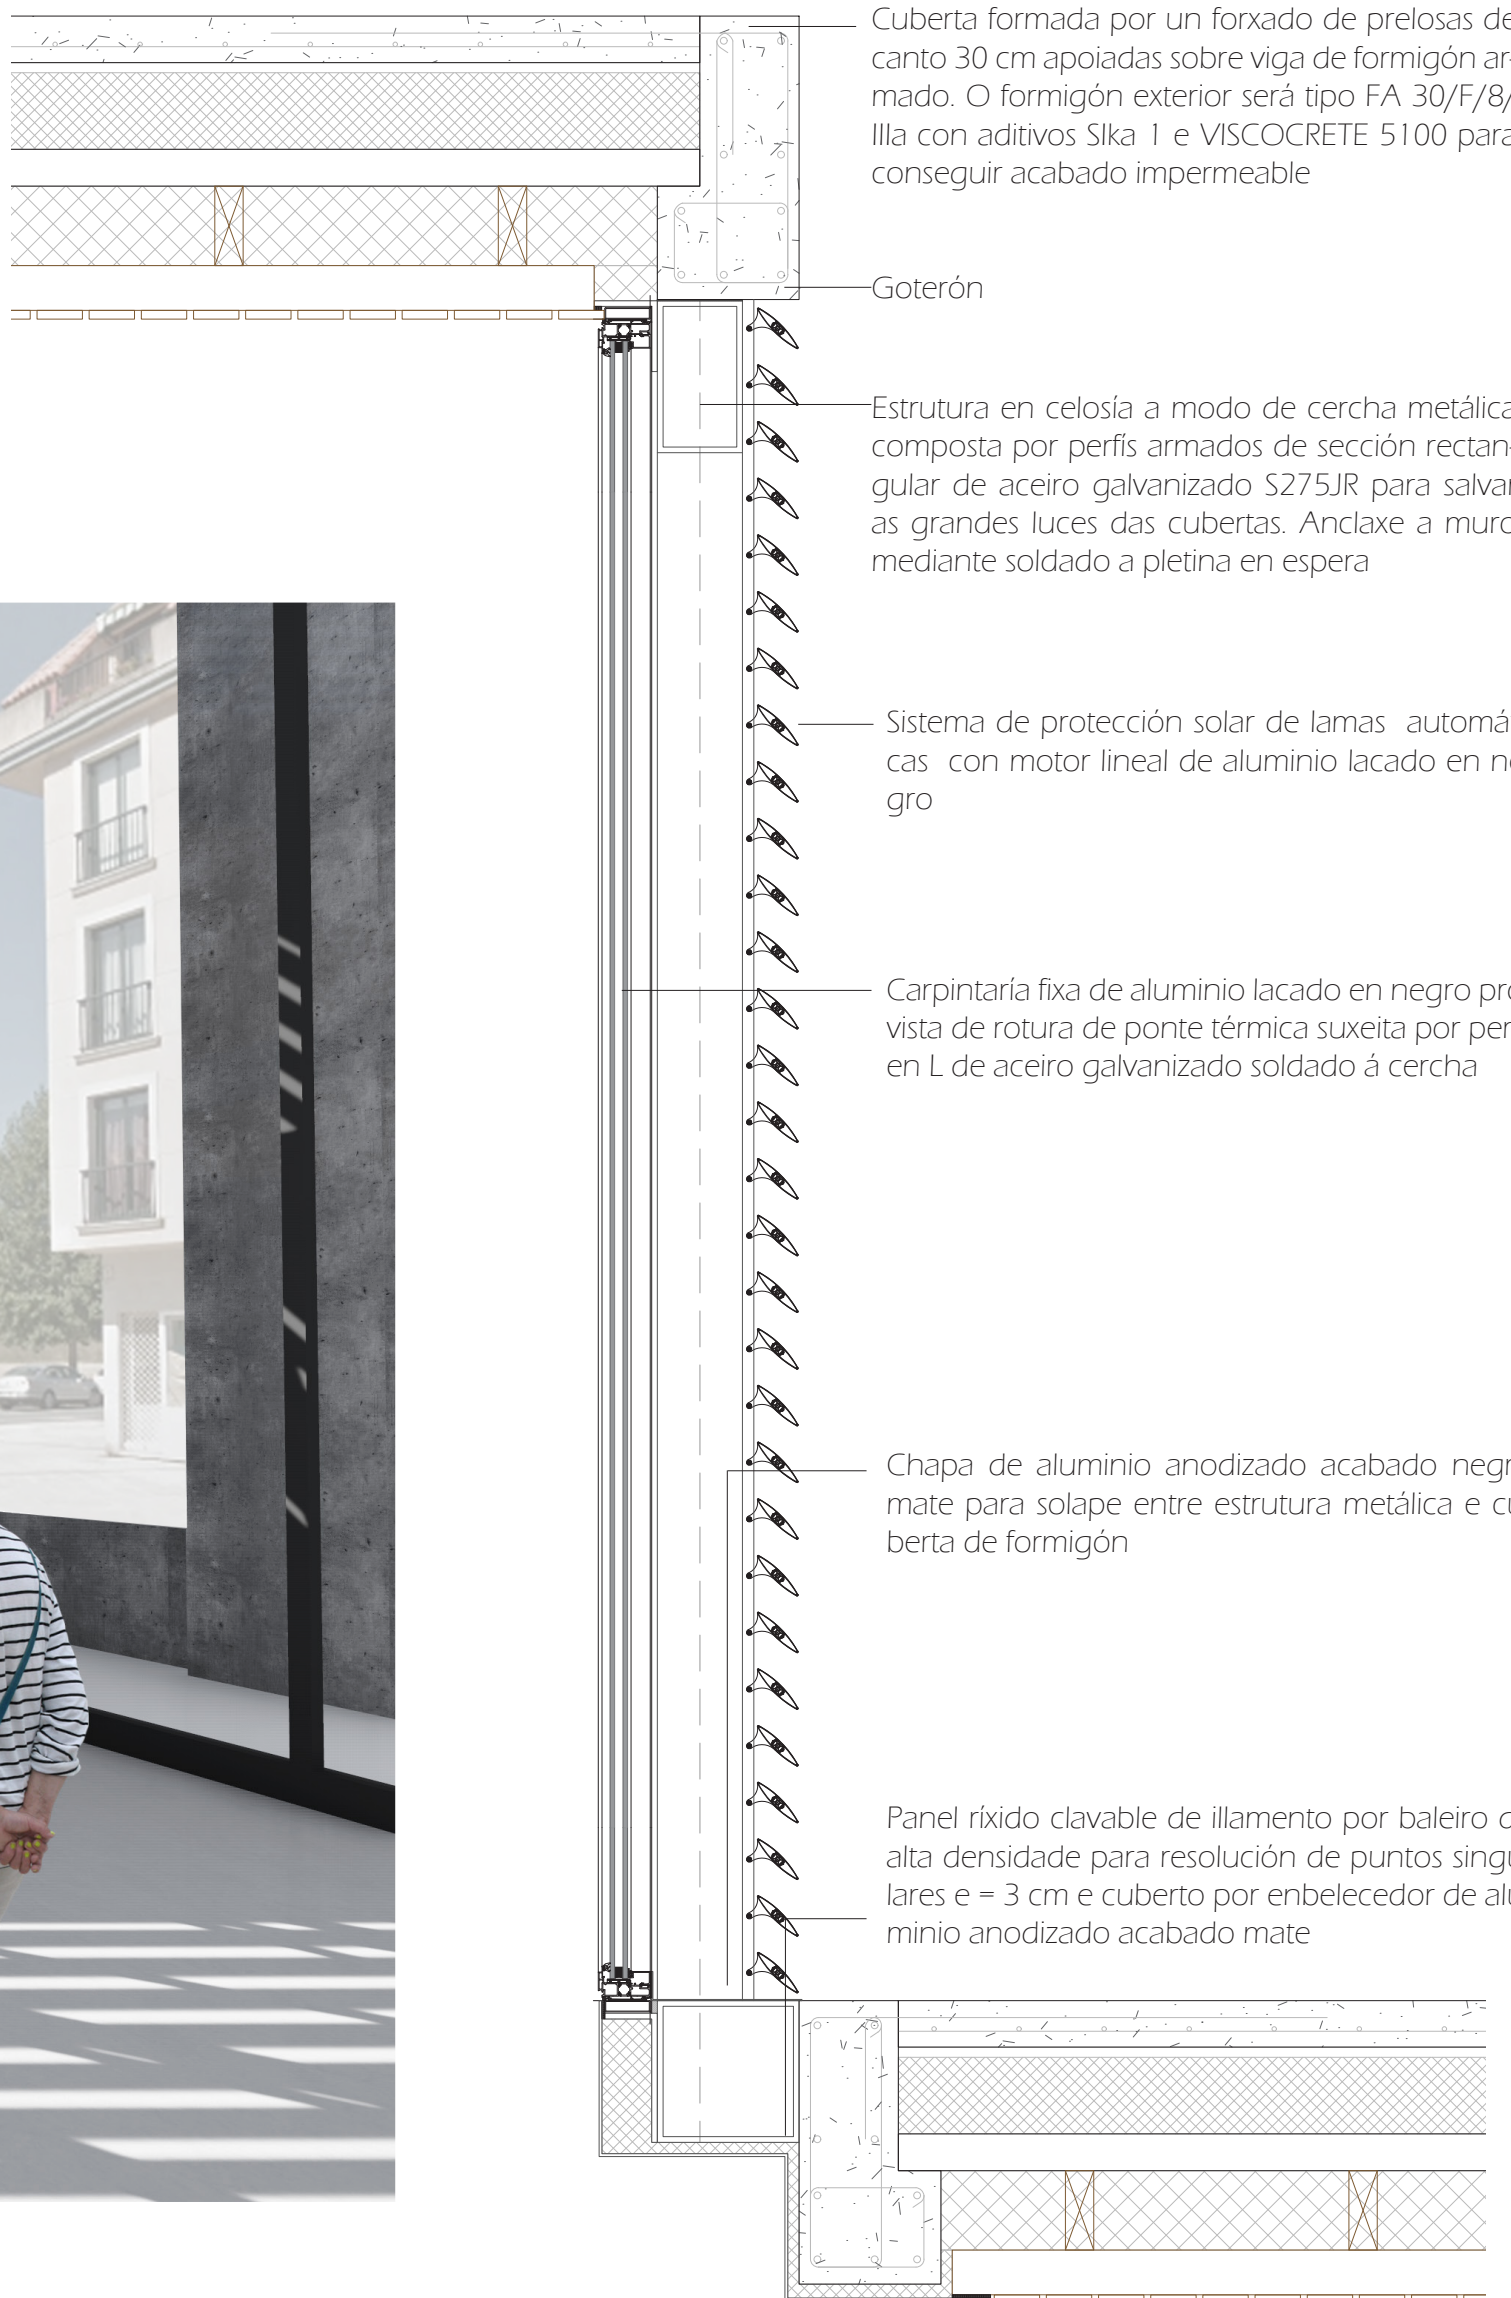 Cuberta formada por un forxado de prelosas de
canto 30 cm apoiadas sobre viga de formigón ar-
mado. O formigón exterior será tipo FA 30/F/8/
IIIa con aditivos SIka 1 e VISCOCRETE 5100 para
conseguir acabado impermeable
Goterón
Estrutura en celosía a modo de cercha metálica
composta por perfís armados de sección rectan-
gular de aceiro galvanizado S275JR para salvar
as grandes luces das cubertas. Anclaxe a muro
mediante soldado a pletina en espera
Sistema de protección solar de lamas automá
cas con motor lineal de aluminio lacado en ne
gro
Carpintaría fixa de aluminio lacado en negro pro
vista de rotura de ponte térmica suxeita por per
en L de aceiro galvanizado soldado á cercha
Chapa de aluminio anodizado acabado negr
mate para solape entre estrutura metálica e cu
berta de formigón
Panel ríxido clavable de illamento por baleiro d
alta densidade para resolución de puntos singu
lares e = 3 cm e cuberto por enbelecedor de alu
minio anodizado acabado mate